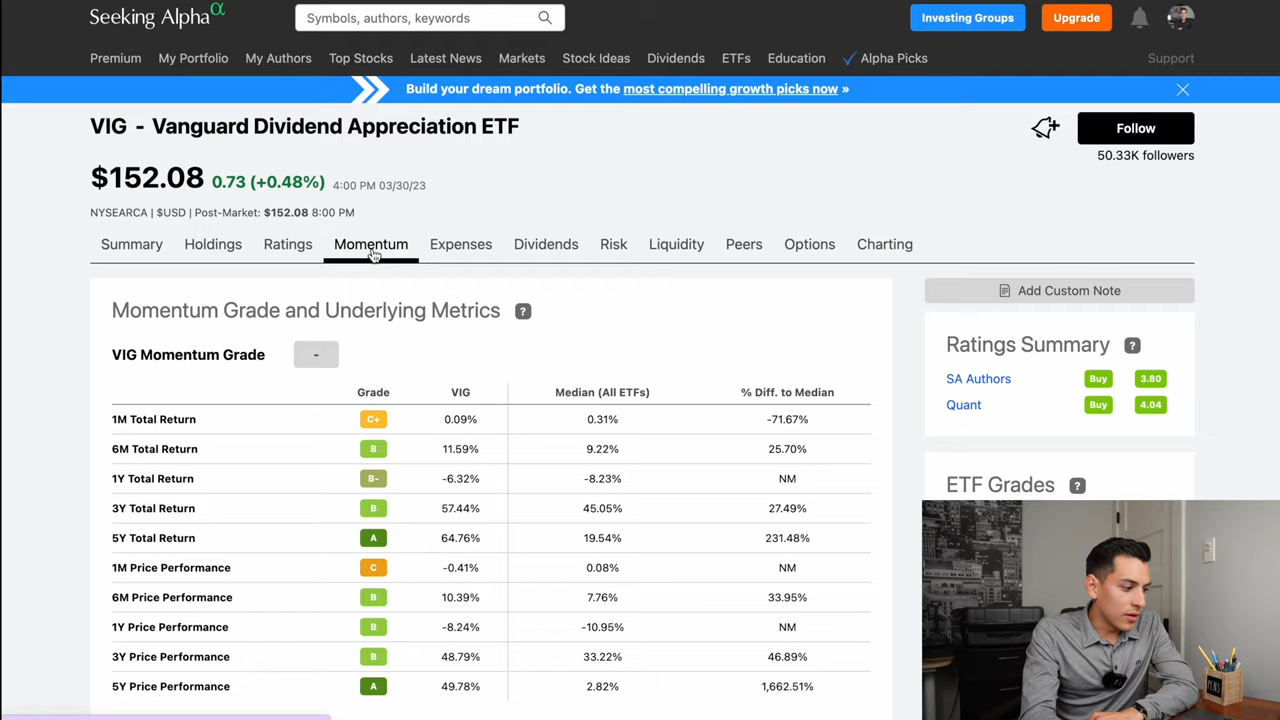 Seeking Alpha α
Symbols, authors, keywords
Investing Groups
Upgrade
Premium My Portfolio My Authors Top Stocks Latest News Markets Stock Ideas Dividends ETFs Education Alpha Picks Support
Build your dream portfolio. Get the most compelling growth picks now »
VIG - Vanguard Dividend Appreciation ETF
Follow
50.33K followers
$152.08 0.73 (+0.48%) 4:00 PM 03/30/23
NYSEARCA | $USD | Post-Market: $152.08 8:00 PM
Summary Holdings Ratings Momentum Expenses Dividends Risk Liquidity Peers Options Charting
Momentum Grade and Underlying Metrics ?
VIG Momentum Grade -
Grade VIG Median (All ETFs) % Diff. to Median
1M Total Return C+ 0.09% 0.31% -71.67%
6M Total Return B 11.59% 9.22% 25.70%
1Y Total Return B- -6.32% -8.23% NM
3Y Total Return B 57.44% 45.05% 27.49%
5Y Total Return A 64.76% 19.54% 231.48%
1M Price Performance C -0.41% 0.08% NM
6M Price Performance B 10.39% 7.76% 33.95%
1Y Price Performance B -8.24% -10.95% NM
3Y Price Performance B 48.79% 33.22% 46.89%
5Y Price Performance A 49.78% 2.82% 1,662.51%
Add Custom Note
Ratings Summary ?
SA Authors Buy 3.80
Quant Buy 4.04
ETF Grades ?
PENS